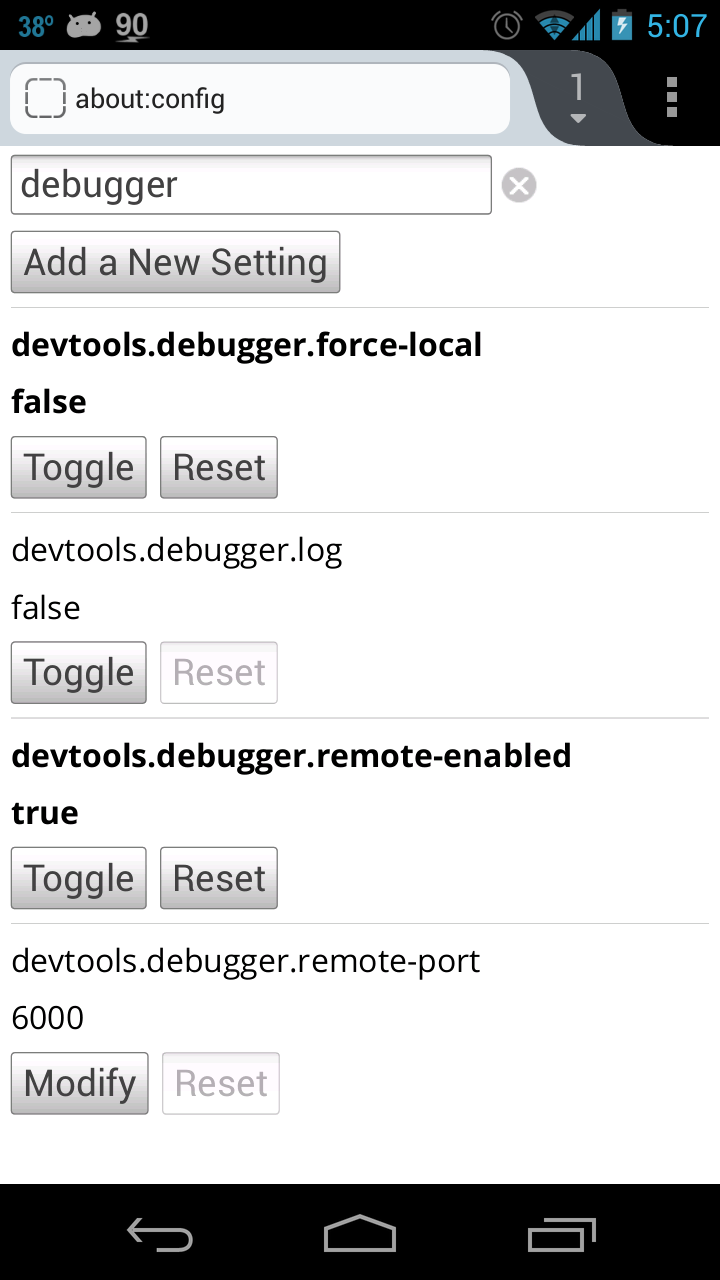 38° 90 5:07
about:config 1
debugger
Add a New Setting
devtools.debugger.force-local
false
Toggle Reset
devtools.debugger.log
false
Toggle Reset
devtools.debugger.remote-enabled
true
Toggle Reset
devtools.debugger.remote-port
6000
Modify Reset